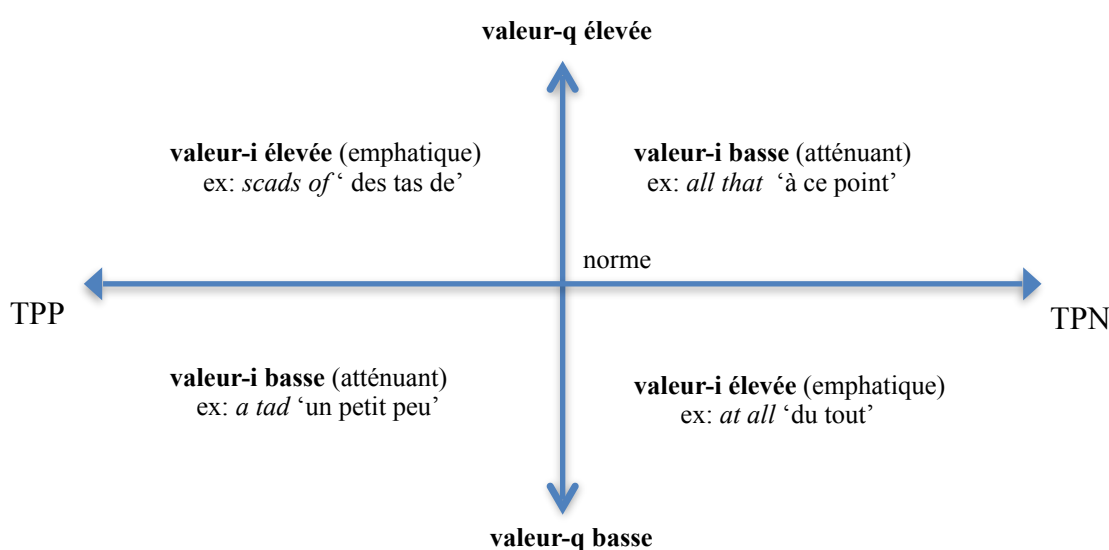 valeur-q élevée
valeur-i élevée (emphatique)
ex: scads of ‘ des tas de’
valeur-i basse (atténuant)
ex: all that ‘à ce point’
norme
TPP
TPN
valeur-i basse (atténuant)
ex: a tad ‘un petit peu’
valeur-i élevée (emphatique)
ex: at all ‘du tout’
valeur-q basse